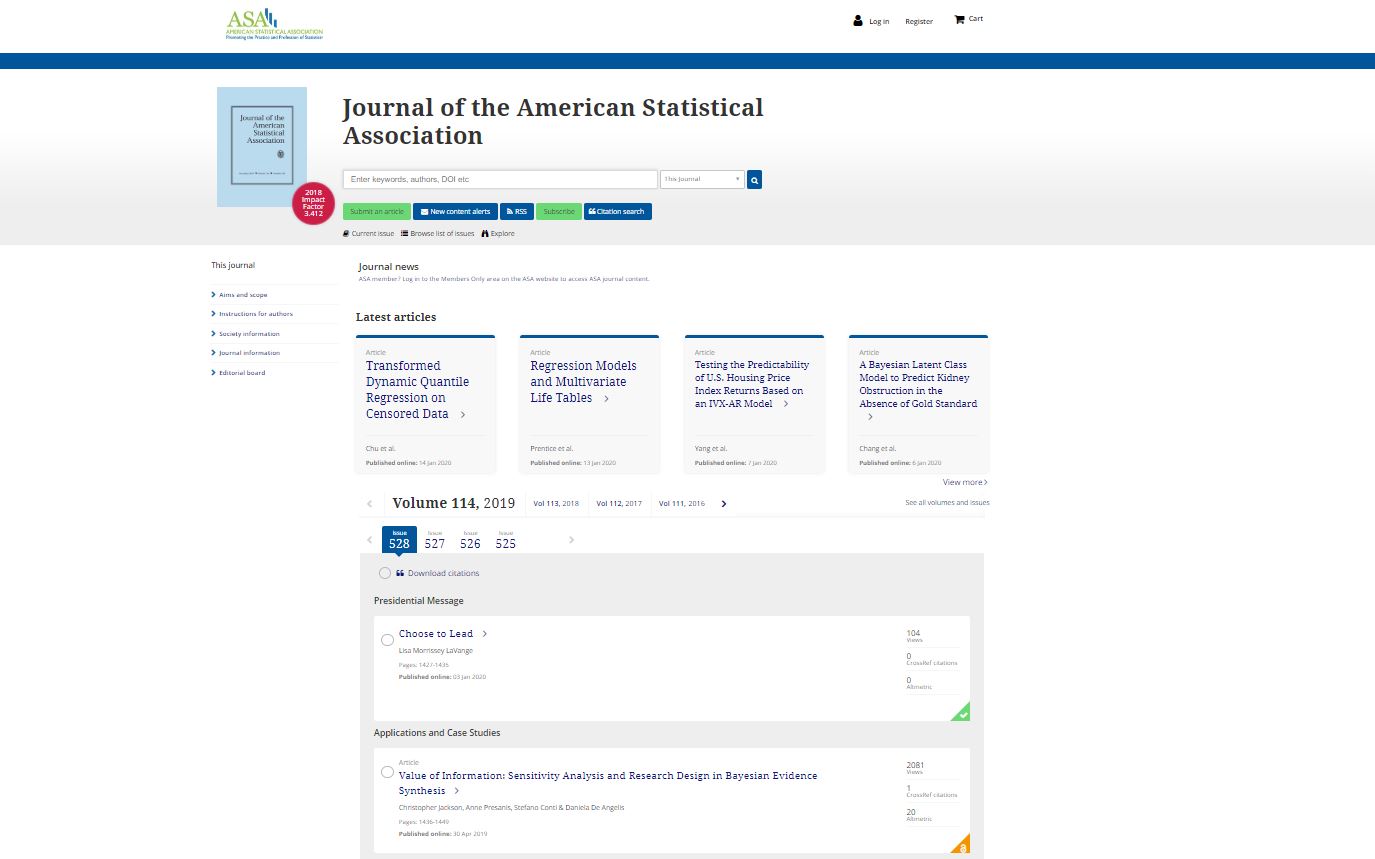 ASA
AMERICAN STATISTICAL ASSOCIATION
Promoting the Practice and Profession of Statistics
Log in
Register
Cart
Journal of the
American
Statistical
Association
2018
Impact
Factor
3.412
Journal of the American Statistical
Association
Enter keywords, authors, DOI etc
This Journal
Submit an article
New content alerts
RSS
Subscribe
Citation search
Current issue
Browse list of issues
Explore
This journal
Aims and scope
Instructions for authors
Society information
Journal information
Editorial board
Journal news
ASA member? Log in to the Members Only area on the ASA website to access ASA journal content.
Latest articles
Article
Transformed
Dynamic Quantile
Regression on
Censored Data
Chu et al.
Published online: 14 Jan 2020
Article
Regression Models
and Multivariate
Life Tables
Prentice et al.
Published online: 13 Jan 2020
Article
Testing the Predictability
of U.S. Housing Price
Index Returns Based on
an IVX-AR Model
Yang et al.
Published online: 7 Jan 2020
Article
A Bayesian Latent Class
Model to Predict Kidney
Obstruction in the
Absence of Gold Standard
Chang et al.
Published online: 6 Jan 2020
View more
Volume 114, 2019
Vol 113, 2018
Vol 112, 2017
Vol 111, 2016
See all volumes and issues
Issue
528
Issue
527
Issue
526
Issue
525
Download citations
Presidential Message
Choose to Lead
Lisa Morrissey LaVange
Pages: 1427-1435
Published online: 03 Jan 2020
104
Views
0
CrossRef citations
0
Altmetric
Applications and Case Studies
Article
Value of Information: Sensitivity Analysis and Research Design in Bayesian Evidence
Synthesis
Christopher Jackson, Anne Presanis, Stefano Conti & Daniela De Angelis
Pages: 1436-1449
Published online: 30 Apr 2019
2081
Views
1
CrossRef citations
20
Altmetric